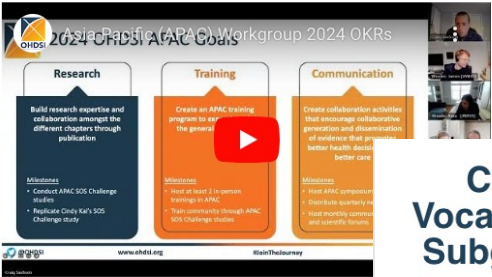 OHDSI
Asia Pacific (APAC) Workgroup 2024 OKRs
2024 OHDSI APAC Goals
Research
Build research expertise and
collaboration amongst the
different chapters through
publication
Milestones
• Conduct APAC SOS Challenge
studies
• Replicate Cindy Kai's SOS
Challenge study
Training
Create an APAC training
program to
the general
Milestones
• Host at least 2 in-person
trainings in APAC
• Train community through APAC
SOS Challenge studies
Communication
Create collaboration activities
that encourage collaborative
generation and dissemination
of evidence that
better health
better care
Milestones
• Host APAC symposium
• Distribute quarterly
• Host monthly
and scientific forums
@OHDSI
www.ohdsi.org
#JoinTheJourney
C
Voca
Sub